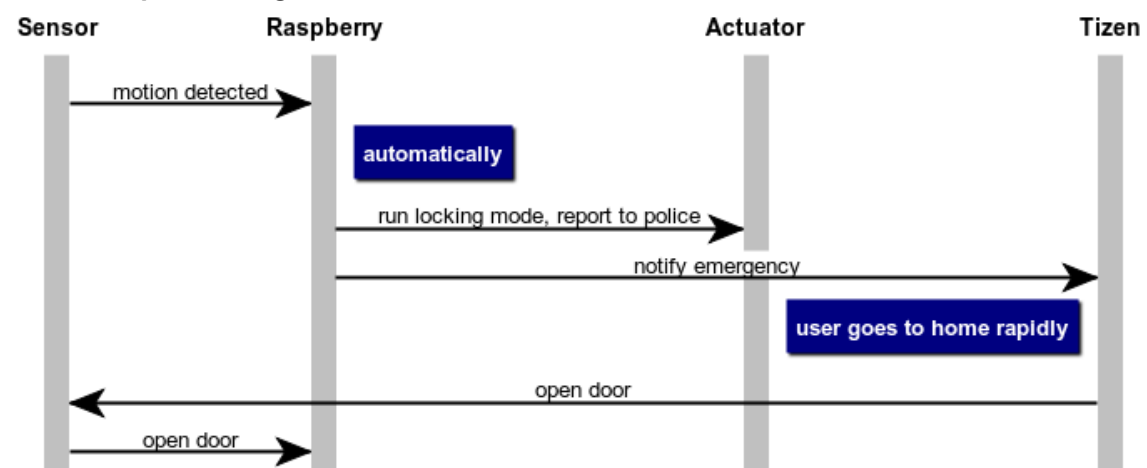 Sensor Raspberry Actuator Tizen
motion detected
automatically
run locking mode, report to police
notify emergency
user goes to home rapidly
open door
open door